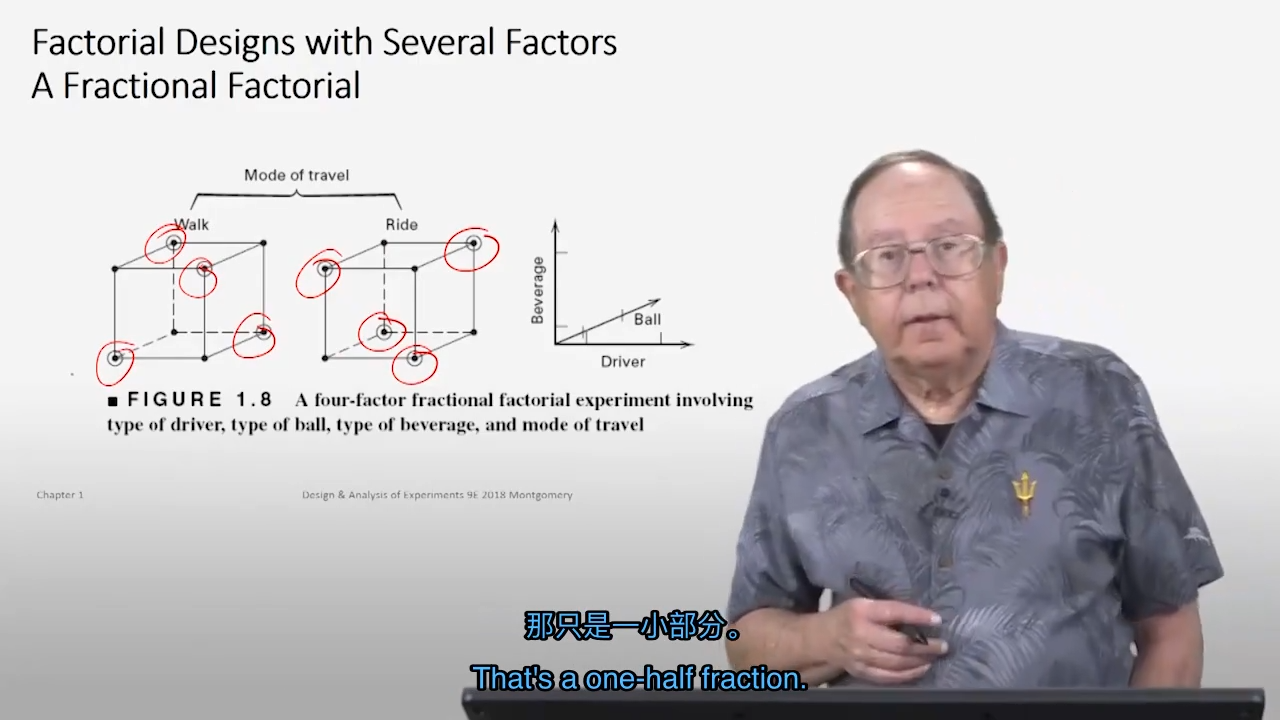 Factorial Designs with Several Factors
A Fractional Factorial
Mode of travel
Walk
Ride
Beverage
Ball
Driver
■ FIGURE 1.8 A four-factor fractional factorial experiment involving
type of driver, type of ball, type of beverage, and mode of travel
Chapter 1
Design & Analysis of Experiments 9E 2018 Montgomery
那只是一小部分。
That's a one-half fraction.